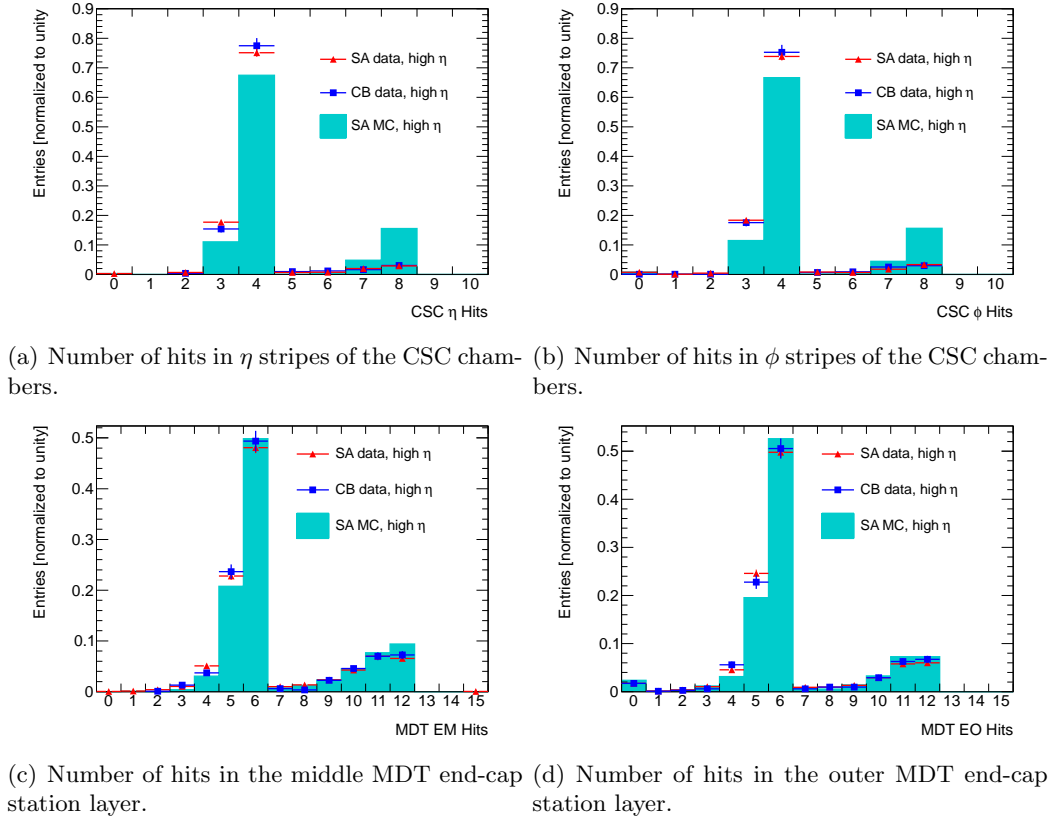 0.9
0.8
0.7
0.6
0.5
0.4
0.3
0.2
0.1
0
Entries [normalized to unity]
SA data, high η
CB data, high η
SA MC, high η
0 1 2 3 4 5 6 7 8 9 10
CSC η Hits
0.9
0.8
0.7
0.6
0.5
0.4
0.3
0.2
0.1
0
Entries [normalized to unity]
SA data, high η
CB data, high η
SA MC, high η
0 1 2 3 4 5 6 7 8 9 10
CSC ϕ Hits
(a) Number of hits in η stripes of the CSC cham-
bers.
(b) Number of hits in ϕ stripes of the CSC cham-
bers.
0.5
0.4
0.3
0.2
0.1
0
Entries [normalized to unity]
SA data, high η
CB data, high η
SA MC, high η
0 1 2 3 4 5 6 7 8 9 10 11 12 13 14 15
MDT EM Hits
0.5
0.4
0.3
0.2
0.1
0
Entries [normalized to unity]
SA data, high η
CB data, high η
SA MC, high η
0 1 2 3 4 5 6 7 8 9 10 11 12 13 14 15
MDT EO Hits
(c) Number of hits in the middle MDT end-cap
station layer.
(d) Number of hits in the outer MDT end-cap
station layer.